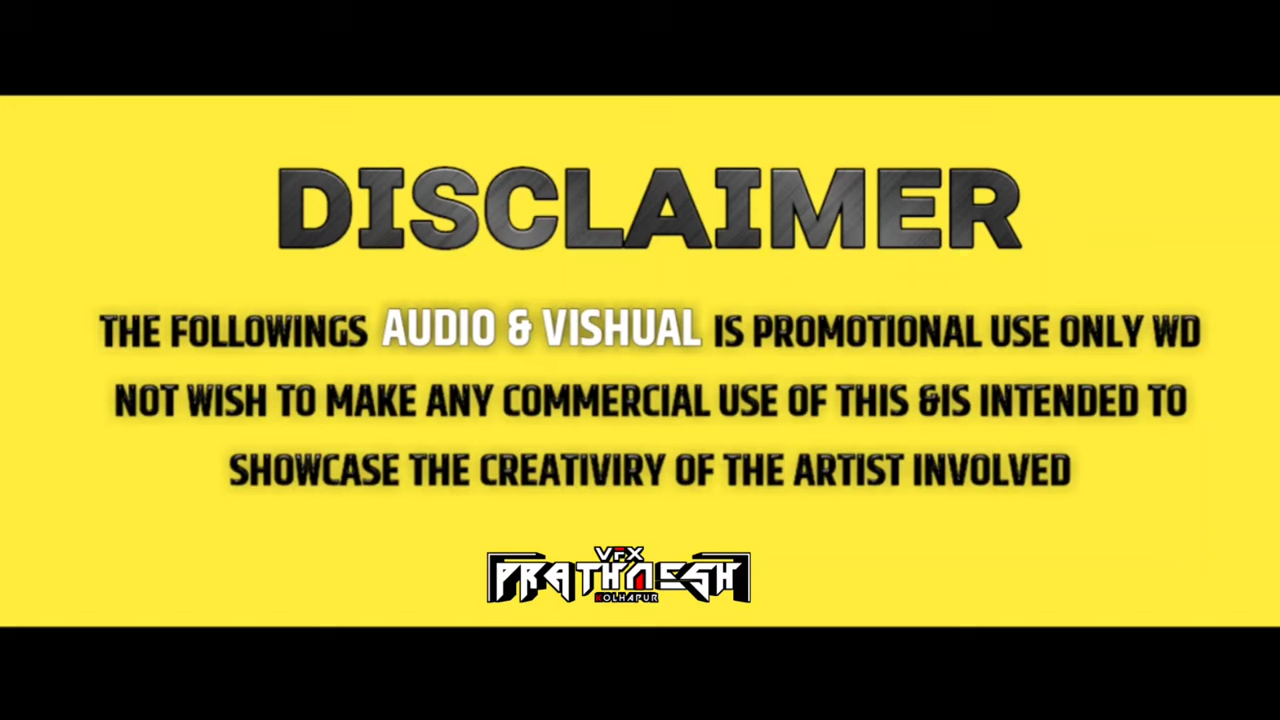 DISCLAIMER
THE FOLLOWINGS AUDIO & VISHUAL IS PROMOTIONAL USE ONLY WD
NOT WISH TO MAKE ANY COMMERCIAL USE OF THIS &IS INTENDED TO
SHOWCASE THE CREATIVIRY OF THE ARTIST INVOLVED
VFX
PRATHMESH
KOLHAPUR